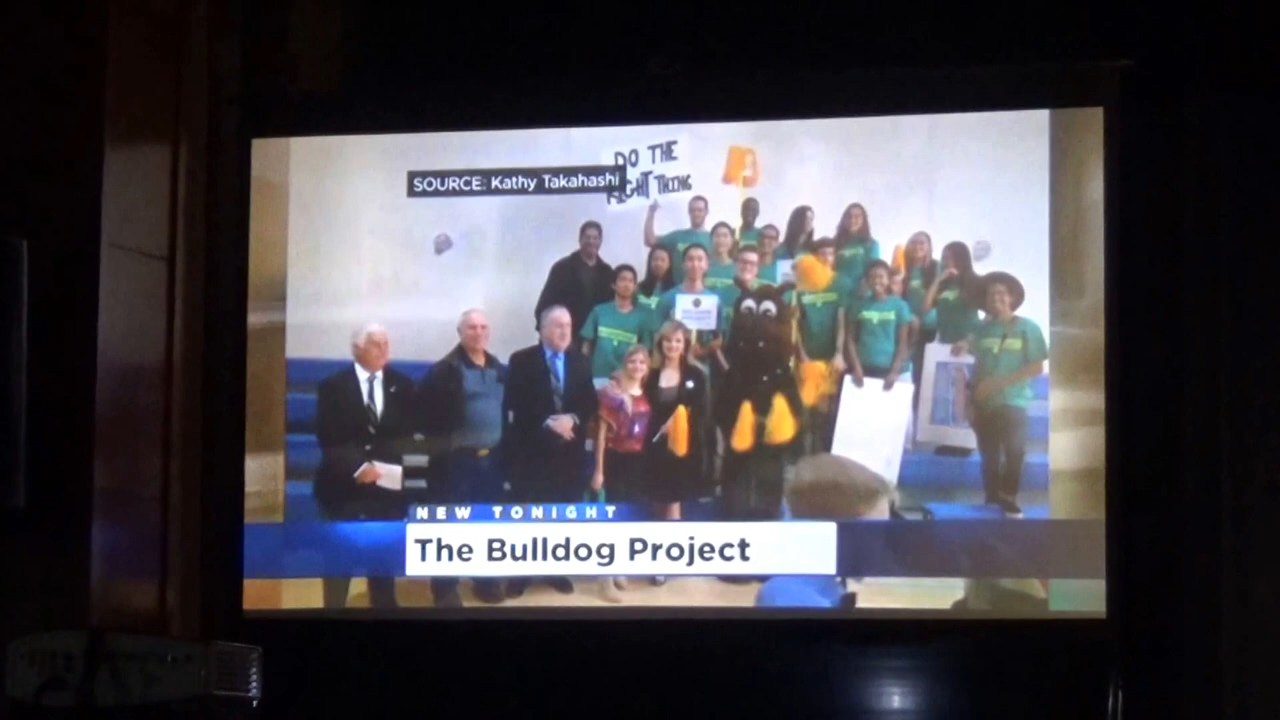 DO THE
RIGHT THING
SOURCE: Kathy Takahashi
NEW TONIGHT
The Bulldog Project